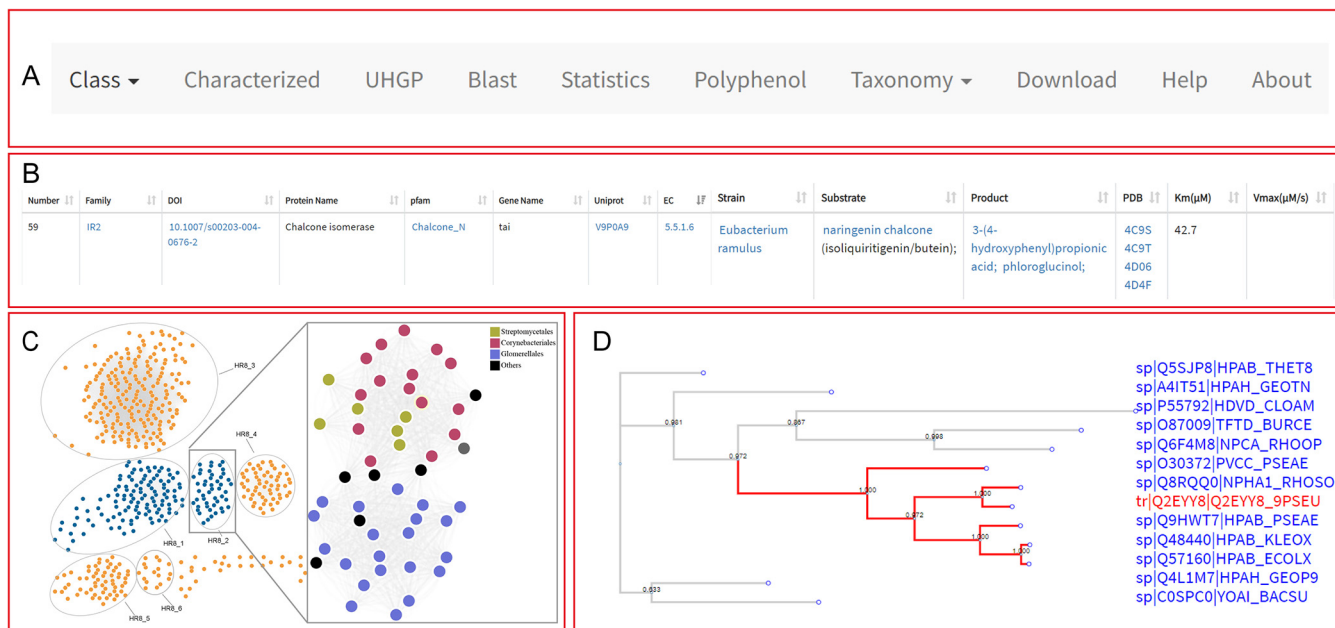 A
Class Characterized UHGP Blast Statistics Polyphenol Taxonomy Download Help About
B
Number Family DOI Protein Name pfam Gene Name Uniprot EC Strain Substrate Product PDB Km(μM) Vmax(μM/s)
59 IR2 10.1007/s00203-004- Chalcone isomerase Chalcone_N tai V9P0A9 5.5.1.6 Eubacterium naringenin chalcone 3-(4- 4C9S 42.7
0676-2 ramulus (isoliquiritigenin/butein); hydroxyphenyl)propionic 4C9T
acid; phloroglucinol; 4D06
4D4F
C
HR8_3
HR8_4
HR8_1
HR8_2
HR8_6
HR8_5
Streptomycetales
Corynebacteriales
Glomerellales
Others
D
sp|Q5SJP8|HPAB_THET8
sp|A4IT51|HPAH_GEOTN
sp|P55792|HDVD_CLOAM
sp|O87009|TFTD_BURCE
sp|Q6F4M8|NPCA_RHOOP
sp|O30372|PVCC_PSEAE
sp|Q8RQQ0|NPHA1_RHOSO
tr|Q2EYY8|Q2EYY8_9PSEU
sp|Q9HWT7|HPAB_PSEAE
sp|Q48440|HPAB_KLEOX
sp|Q57160|HPAB_ECOLX
sp|Q4L1M7|HPAH_GEOP9
sp|C0SPC0|YOAI_BACSU
0.981
0.867
0.998
0.972
1.000
1.000
0.972
1.000
1.000
0.633